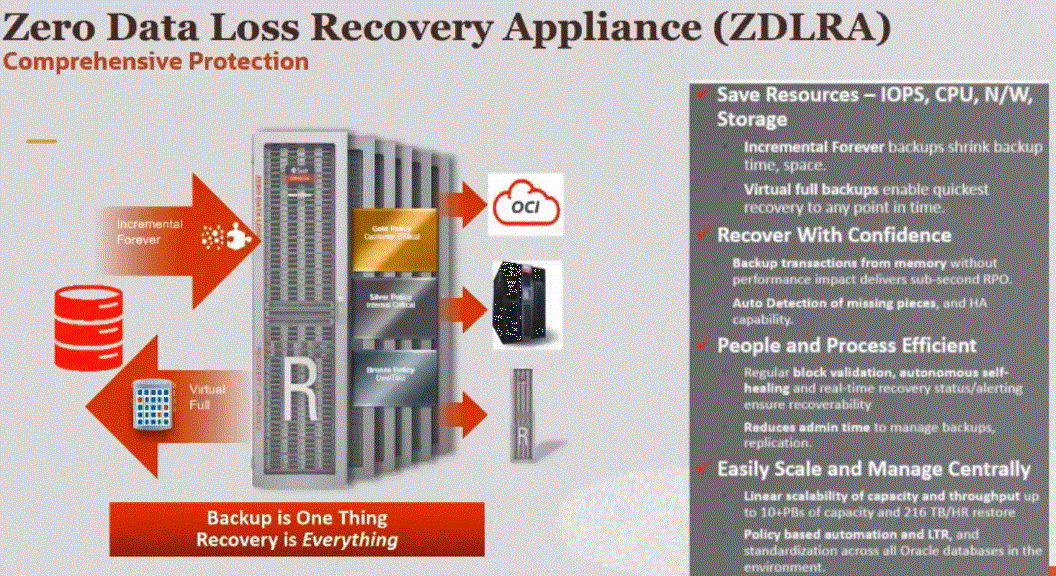 Zero Data Loss Recovery Appliance (ZDLRA)
Comprehensive Protection
Incremental
Forever
Virtual
Full
Gold Policy
Customer Critical
Silver Policy
Internal Critical
Bronze Policy
Dev/Test
R
OCI
R
Backup is One Thing
Recovery is Everything
Save Resources – IOPS, CPU, N/W,
Storage
Incremental Forever backups shrink backup
time, space.
Virtual full backups enable quickest
recovery to any point in time.
Recover With Confidence
Backup transactions from memory without
performance impact delivers sub-second RPO.
Auto Detection of missing pieces, and HA
capability.
People and Process Efficient
Regular block validation, autonomous self-
healing and real-time recovery status/alerting
ensure recoverability
Reduces admin time to manage backups,
replication.
Easily Scale and Manage Centrally
Linear scalability of capacity and throughput up
to 10+PBs of capacity and 216 TB/HR restore
Policy based automation and LTR, and
standardization across all Oracle databases in the
environment.